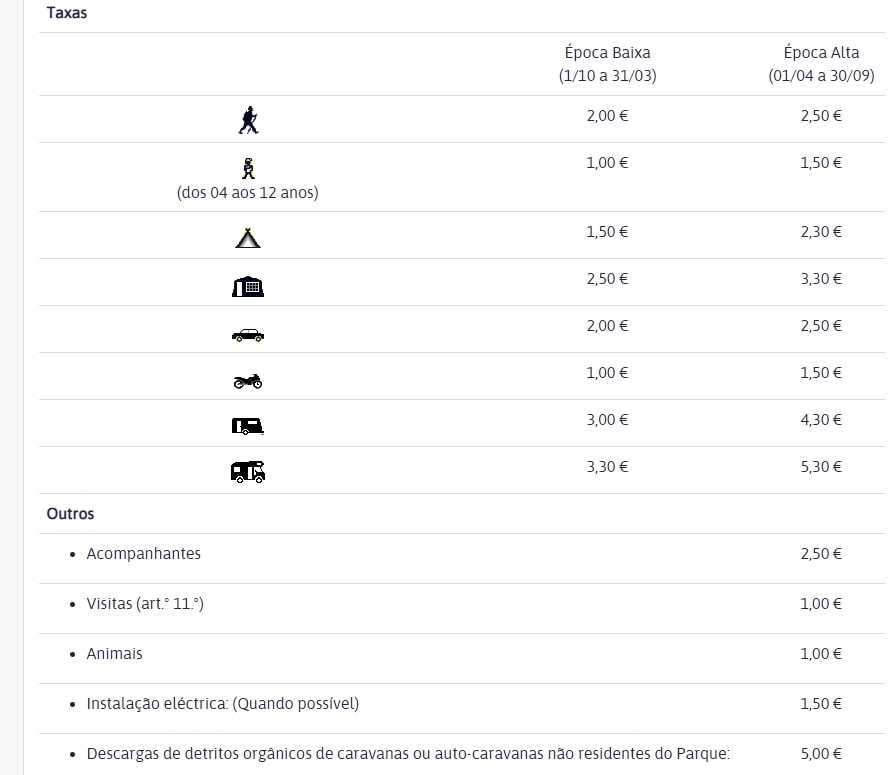 Taxas
Época Baixa
(1/10 a 31/03)
Época Alta
(01/04 a 30/09)
2,00 € 2,50 €
1,00 € 1,50 €
(dos 04 aos 12 anos)
1,50 € 2,30 €
2,50 € 3,30 €
2,00 € 2,50 €
1,00 € 1,50 €
3,00 € 4,30 €
3,30 € 5,30 €
Outros
• Acompanhantes 2,50 €
• Visitas (art.° 11.°) 1,00 €
• Animais 1,00 €
• Instalação eléctrica: (Quando possível) 1,50 €
• Descargas de detritos orgânicos de caravanas ou auto-caravanas não residentes do Parque: 5,00 €